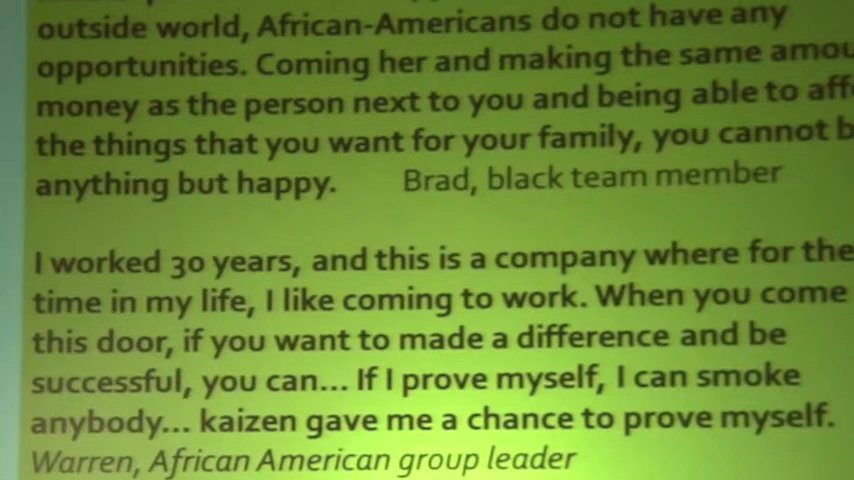 outside world, African-Americans do not have any
opportunities. Coming her and making the same
money as the person next to you and being able to
the things that you want for your family, you cannot
anything but happy. Brad, black team member
I worked 30 years, and this is a company where for the
time in my life, I like coming to work. When you come
this door, if you want to made a difference and be
successful, you can... If I prove myself, I can smoke
anybody... kaizen gave me a chance to prove myself.
Warren, African American group leader